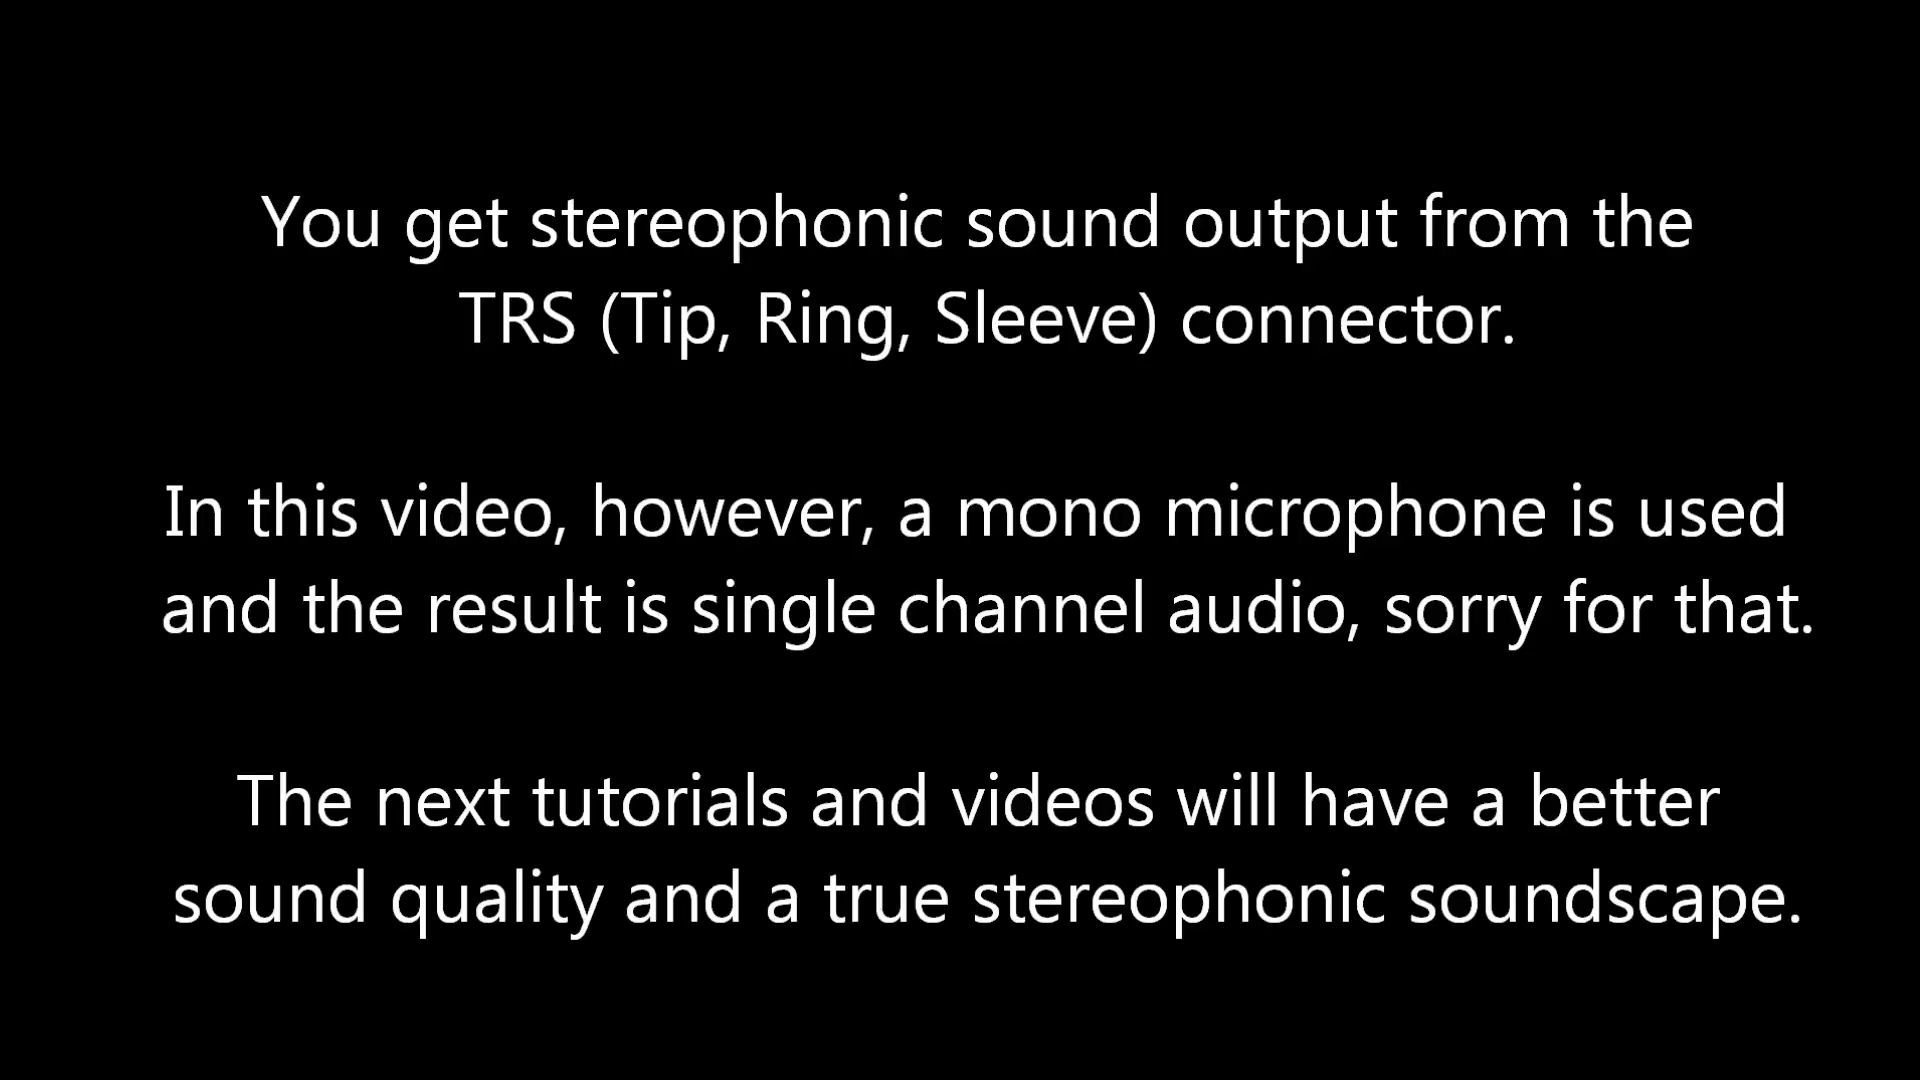 You get stereophonic sound output from the
TRS (Tip, Ring, Sleeve) connector.
In this video, however, a mono microphone is used
and the result is single channel audio, sorry for that.
The next tutorials and videos will have a better
sound quality and a true stereophonic soundscape.